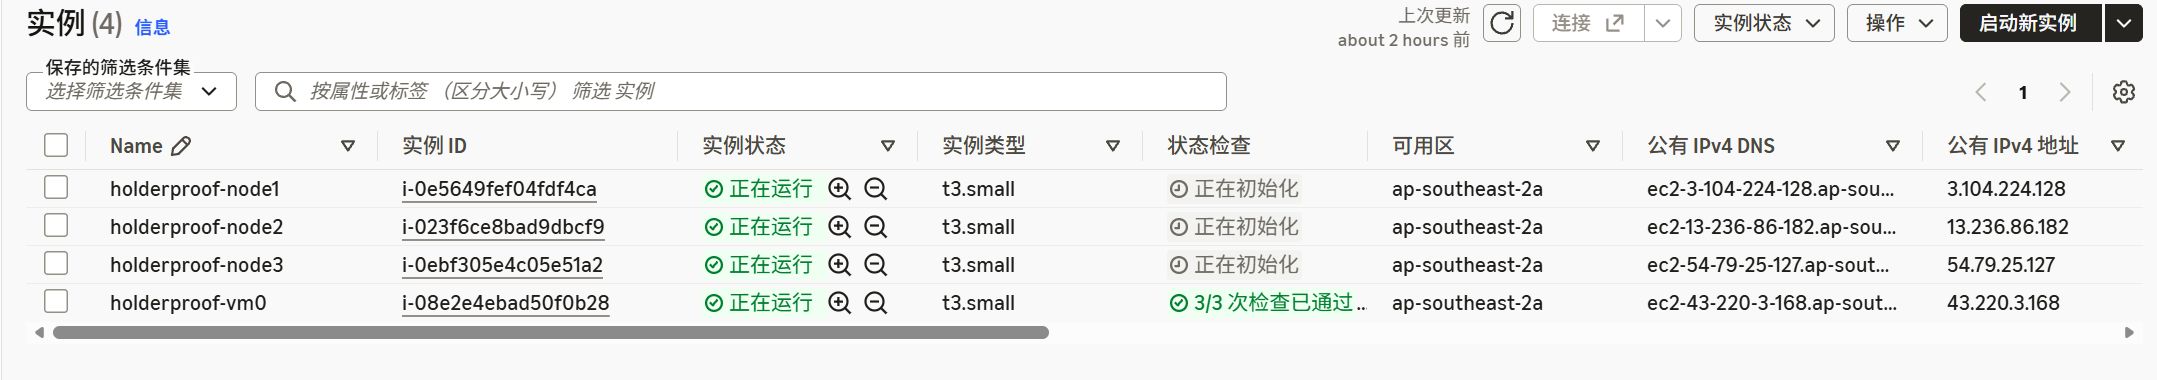 实例 (4) 信息
上次更新
about 2 hours 前
连接
实例状态
操作
启动新实例
保存的筛选条件集
选择筛选条件集
按属性或标签 （区分大小写） 筛选 实例
1
Name 实例 ID 实例状态 实例类型 状态检查 可用区 公有 IPv4 DNS 公有 IPv4 地址
holderproof-node1 i-0e5649fef04fdf4ca 正在运行 t3.small 正在初始化 ap-southeast-2a ec2-3-104-224-128.ap-sou... 3.104.224.128
holderproof-node2 i-023f6ce8bad9dbcf9 正在运行 t3.small 正在初始化 ap-southeast-2a ec2-13-236-86-182.ap-sou... 13.236.86.182
holderproof-node3 i-0ebf305e4c05e51a2 正在运行 t3.small 正在初始化 ap-southeast-2a ec2-54-79-25-127.ap-sout... 54.79.25.127
holderproof-vm0 i-08e2e4ebad50f0b28 正在运行 t3.small 3/3 次检查已通过... ap-southeast-2a ec2-43-220-3-168.ap-sout... 43.220.3.168